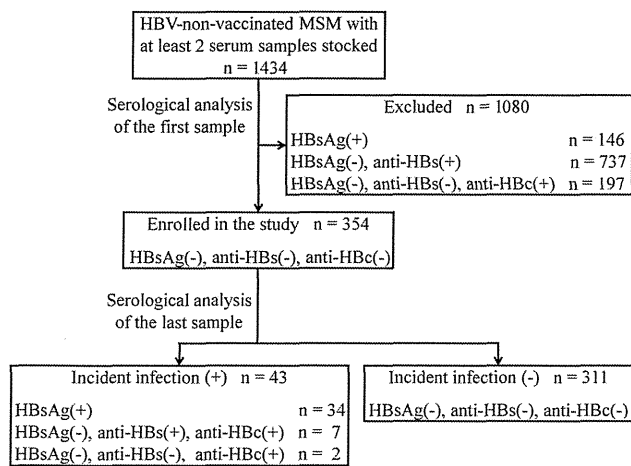 HBV-non-vaccinated MSM with
at least 2 serum samples stocked
n = 1434
Serological analysis
of the first sample
Excluded n = 1080
HBsAg(+) n = 146
HBsAg(-), anti-HBs(+) n = 737
HBsAg(-), anti-HBs(-), anti-HBc(+) n = 197
Enrolled in the study n = 354
HBsAg(-), anti-HBs(-), anti-HBc(-)
Serological analysis
of the last sample
Incident infection (+) n = 43
HBsAg(+) n = 34
HBsAg(-), anti-HBs(+), anti-HBc(+) n = 7
HBsAg(-), anti-HBs(-), anti-HBc(+) n = 2
Incident infection (-) n = 311
HBsAg(-), anti-HBs(-), anti-HBc(-)